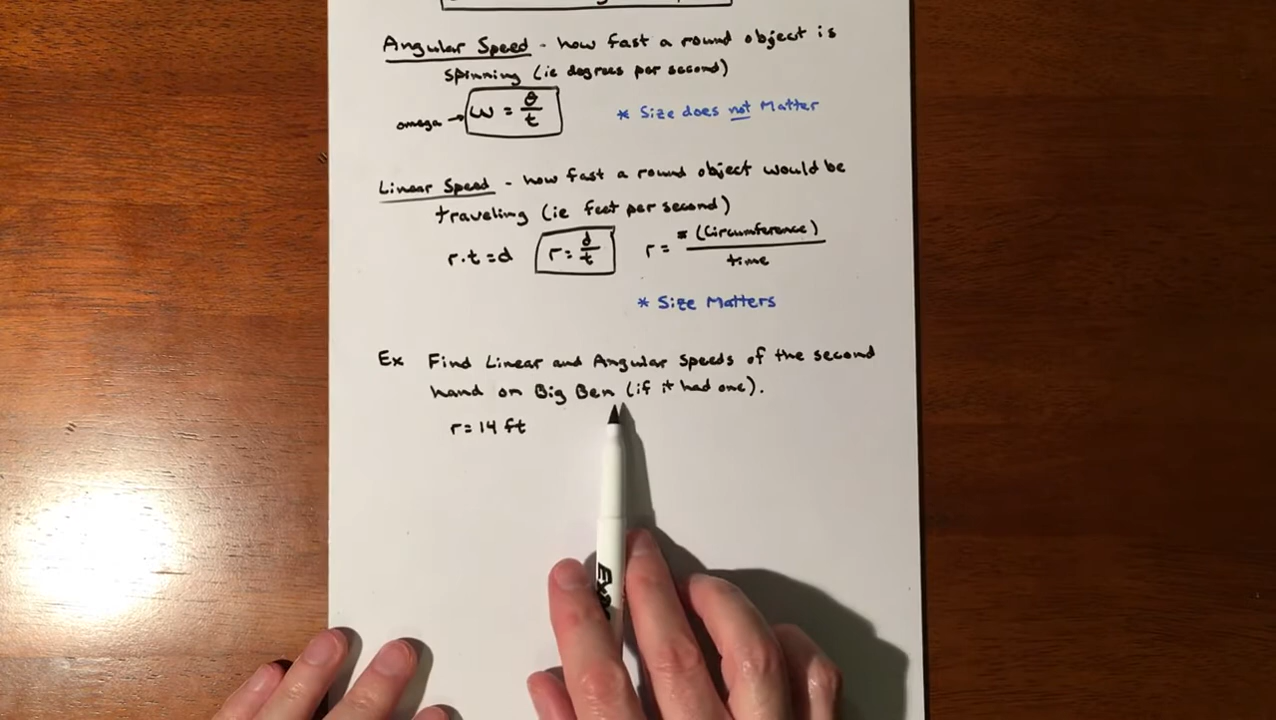 Angular Speed - how fast a round object is
spinning (ie degrees per second)
omega → ω = θ/t * Size does not Matter
Linear Speed - how fast a round object would be
traveling (ie feet per second)
r·t=d r=d/t r= #(Circumference)/time
* Size Matters
Ex Find Linear and Angular speeds of the second
hand on Big Ben (if it had one).
r=14 ft